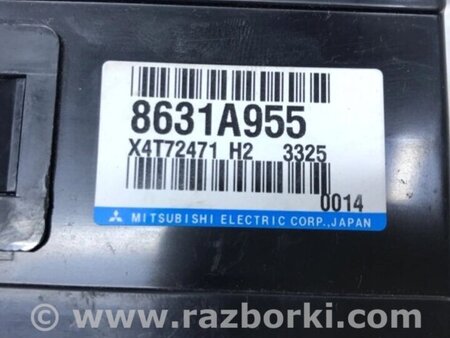 8631A955
X4T72471 H2 3325
0014
MITSUBISHI ELECTRIC CORP., JAPAN
© www.razborki.com